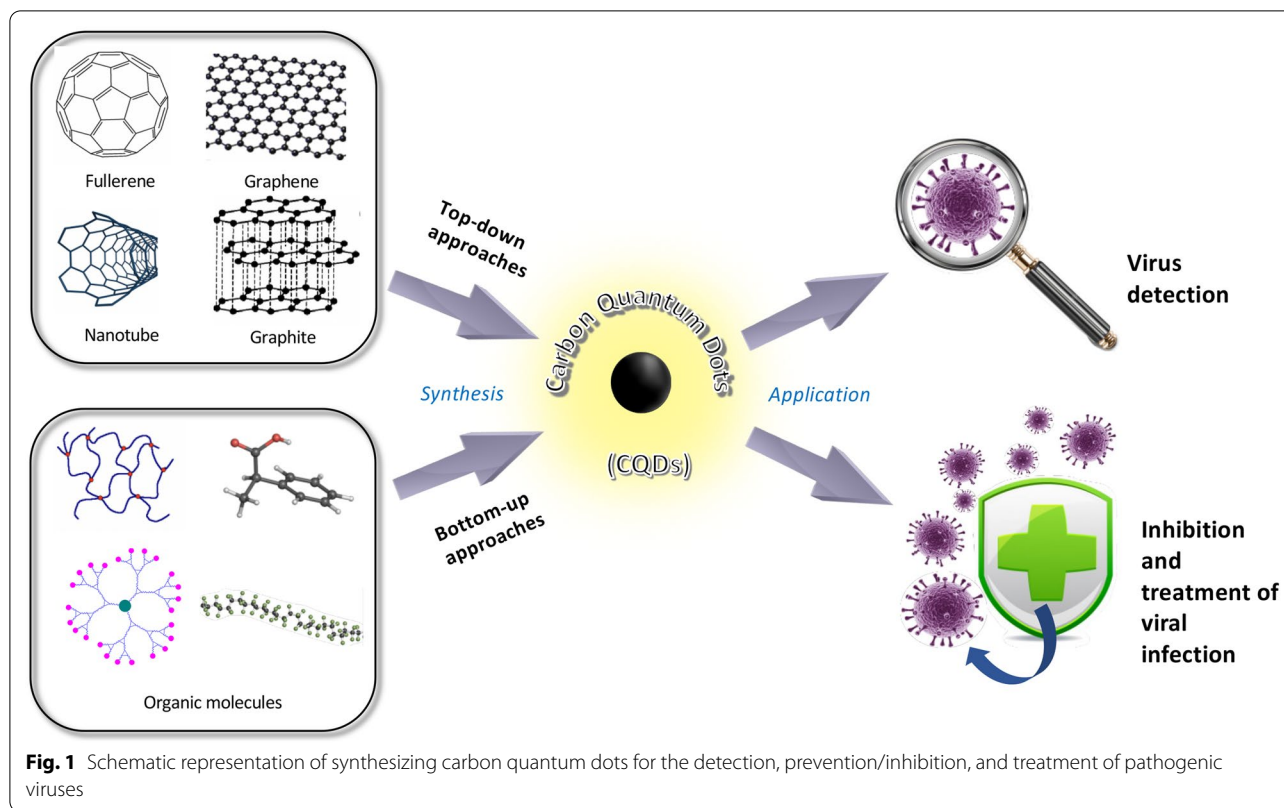 Fullerene
Graphene
Nanotube
Graphite
Top-down
approaches
Synthesis
Bottom-up
approaches
Organic molecules
Carbon Quantum Dots
(CQDs)
Application
Virus
detection
Inhibition
and
treatment of
viral
infection
Fig. 1 Schematic representation of synthesizing carbon quantum dots for the detection, prevention/inhibition, and treatment of pathogenic
viruses